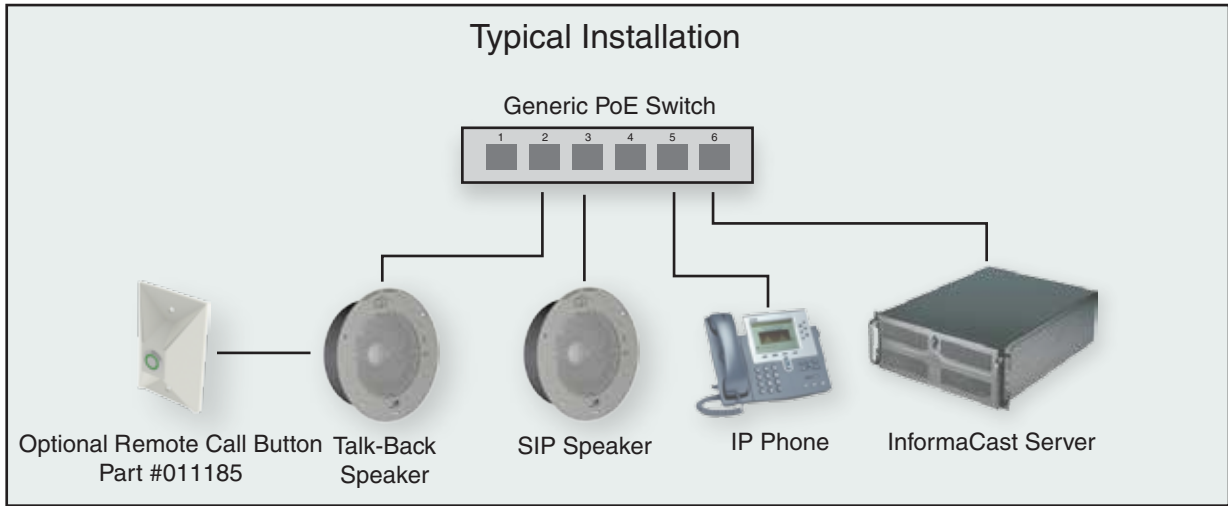 Typical Installation
Generic PoE Switch
1 2 3 4 5 6
Optional Remote Call Button
Part #011185
Talk-Back
Speaker
SIP Speaker
IP Phone
InformaCast Server